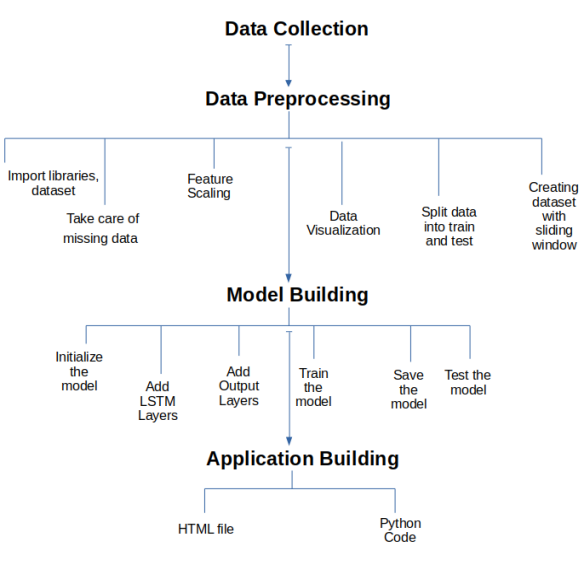 Data Collection
Data Preprocessing
Import libraries,
dataset
Take care of
missing data
Feature
Scaling
Data
Visualization
Split data
into train
and test
Creating
dataset
with
sliding
window
Model Building
Initialize
the
model
Add
LSTM
Layers
Add
Output
Layers
Train
the
model
Save
the
model
Test the
model
Application Building
HTML file
Python
Code